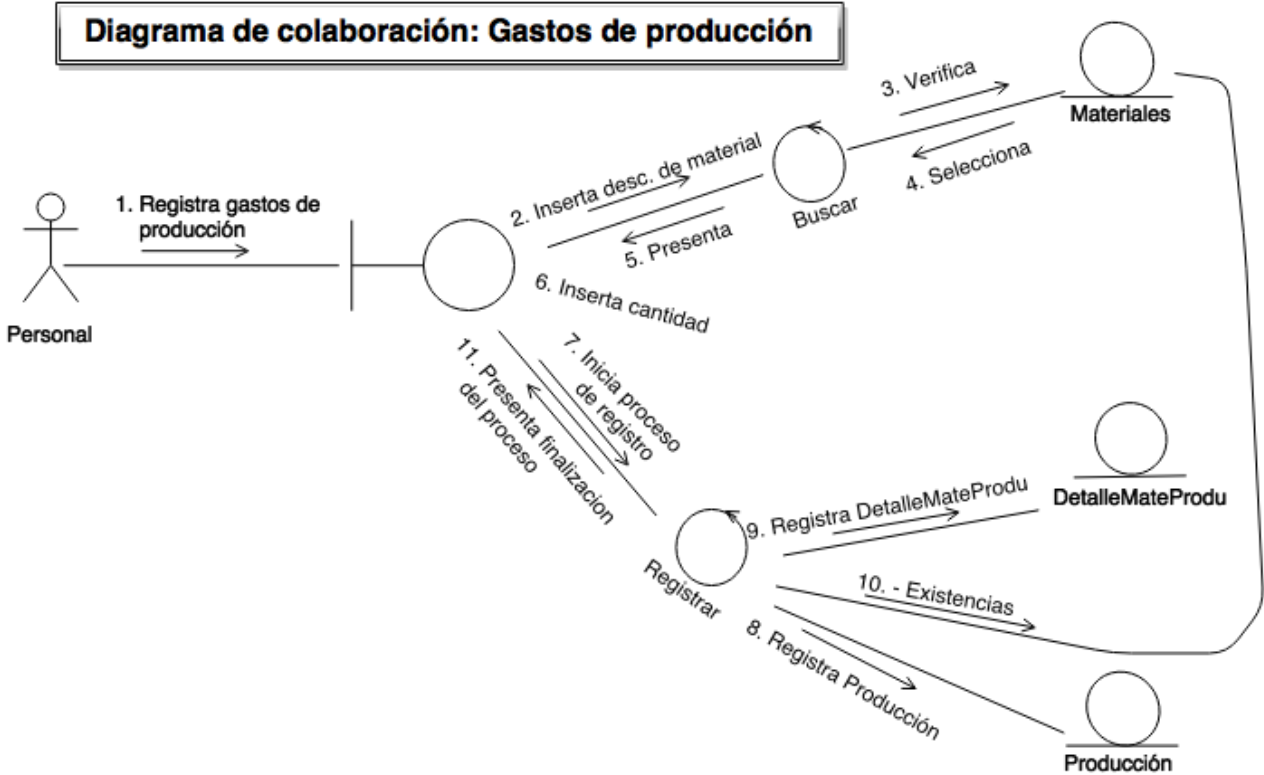 Diagrama de colaboración: Gastos de producción
3. Verifica
Materiales
4. Selecciona
2. Inserta desc. de material
Buscar
5. Presenta
1. Registra gastos de
producción
Personal
6. Inserta cantidad
7. Inicia proceso
de registro
11. Presenta finalizacion
del proceso
9. Registra DetalleMateProdu
DetalleMateProdu
Registrar
10. - Existencias
8. Registra Producción
Producción